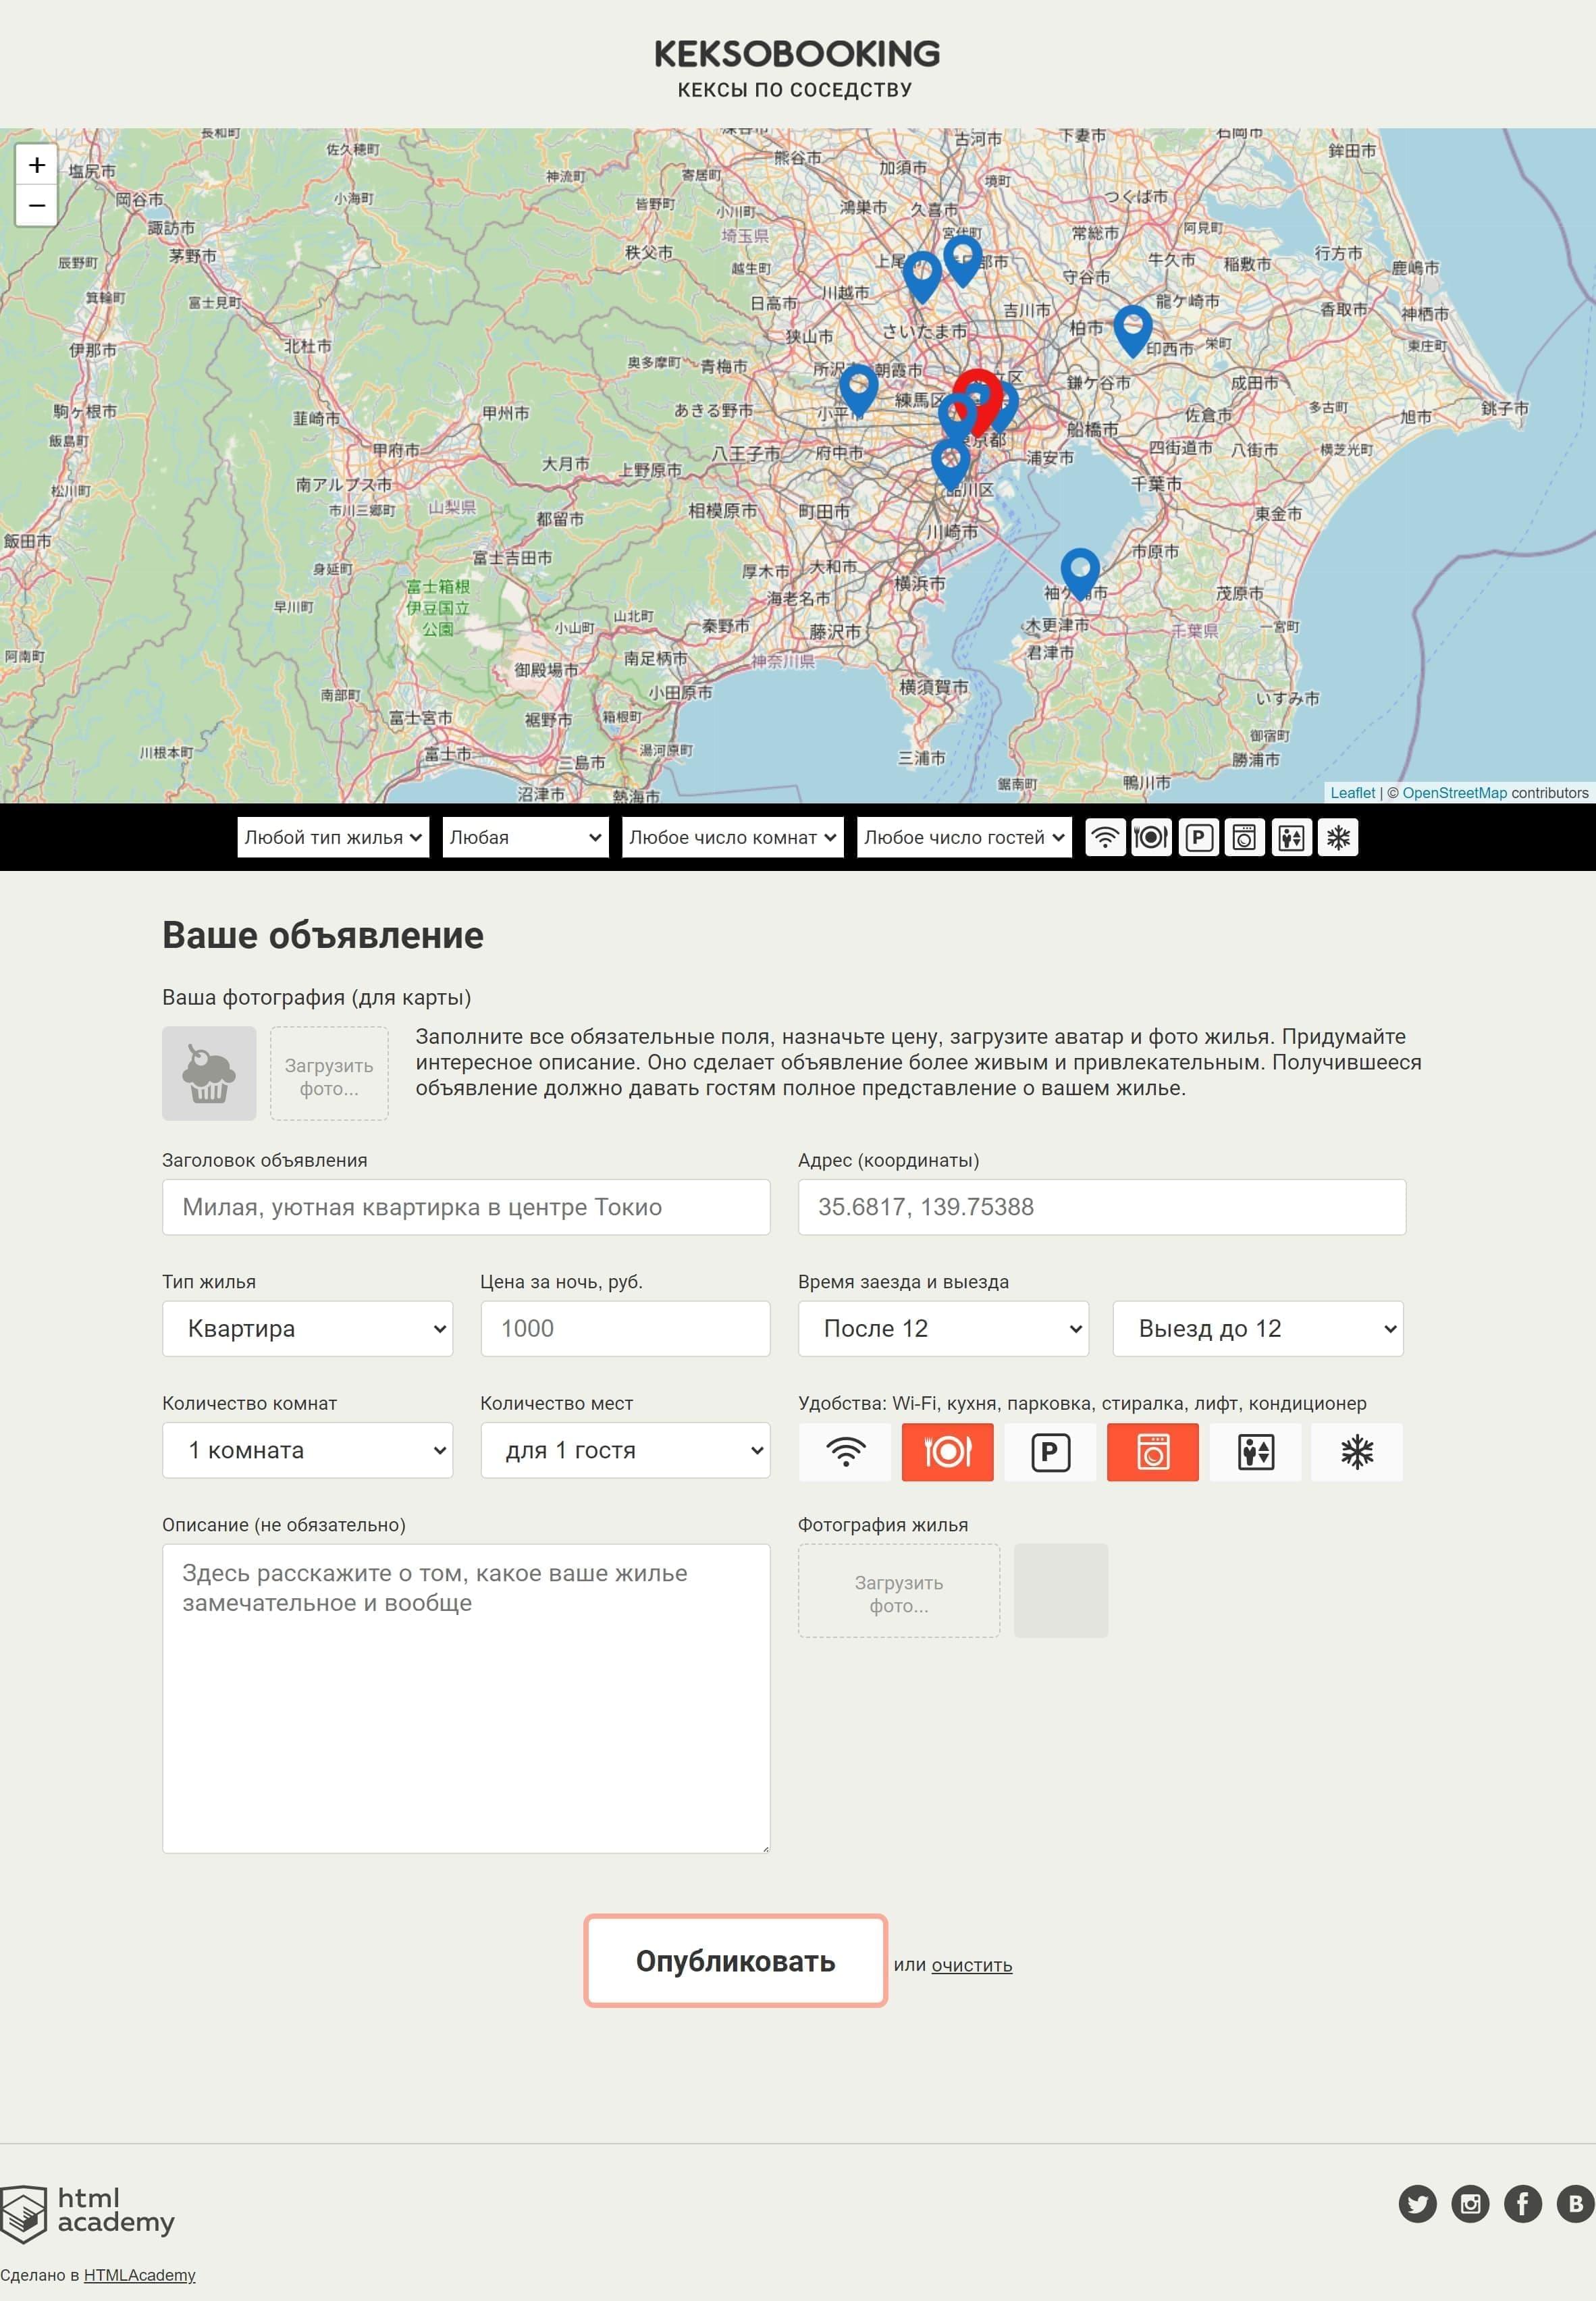 KEKSOBOOKING
КЕКСЫ ПО СОСЕДСТВУ
+
−
長和町
佐久穂町
古河市
下妻市
石岡市
鉾田市
塩尻市
神流町
寄居町
熊谷市
加須市
境町
岡谷市
小海町
皆野町
小川町
鴻巣市
久喜市
つくば市
諏訪市
埼玉県
宮代町
常総市
阿見町
茅野市
辰野町
秩父市
越生町
守谷市
牛久市
稲敷市
行方市
鹿嶋市
箕輪町
富士見町
日高市
川越市
吉川市
龍ケ崎市
香取市
神栖市
伊那市
北杜市
狭山市
さいたま市
柏市
印西市
栄町
東庄町
奥多摩町
青梅市
朝霞市
鎌ケ谷市
成田市
駒ヶ根市
韮崎市
甲州市
あきる野市
練馬区
佐倉市
多古町
旭市
銚子市
飯島町
甲府市
大月市
上野原市
八王子市
府中市
船橋市
浦安市
四街道市
八街市
横芝光町
松川町
南アルプス市
市川三郷町
山梨県
都留市
相模原市
町田市
品川区
千葉市
東金市
飯田市
身延町
富士吉田市
川崎市
市原市
早川町
富士箱根
伊豆国立
公園
厚木市
大和市
横浜市
海老名市
茂原市
小山町
山北町
秦野市
藤沢市
木更津市
千葉県
一宮町
阿南町
御殿場市
南足柄市
神奈川県
君津市
南部町
小田原市
横須賀市
いすみ市
富士宮市
裾野市
箱根町
御宿町
川根本町
富士市
三島市
湯河原町
三浦市
勝浦市
沼津市
熱海市
鋸南町
鴨川市
Leaflet | © OpenStreetMap contributors
Любой тип жилья Любая Любое число комнат Любое число гостей P
Ваше объявление
Ваша фотография (для карты)
Загрузить
фото...
Заполните все обязательные поля, назначьте цену, загрузите аватар и фото жилья. Придумайте
интересное описание. Оно сделает объявление более живым и привлекательным. Получившееся
объявление должно давать гостям полное представление о вашем жилье.
Заголовок объявления Адрес (координаты)
Милая, уютная квартирка в центре Токио 35.6817, 139.75388
Тип жилья Цена за ночь, руб. Время заезда и выезда
Квартира 1000 После 12 Выезд до 12
Количество комнат Количество мест Удобства: Wi-Fi, кухня, парковка, стиралка, лифт, кондиционер
1 комната для 1 гостя P
Описание (не обязательно) Фотография жилья
Здесь расскажите о том, какое ваше жилье
замечательное и вообще
Загрузить
фото...
Опубликовать или очистить
html
academy
Сделано в HTMLAcademy
B